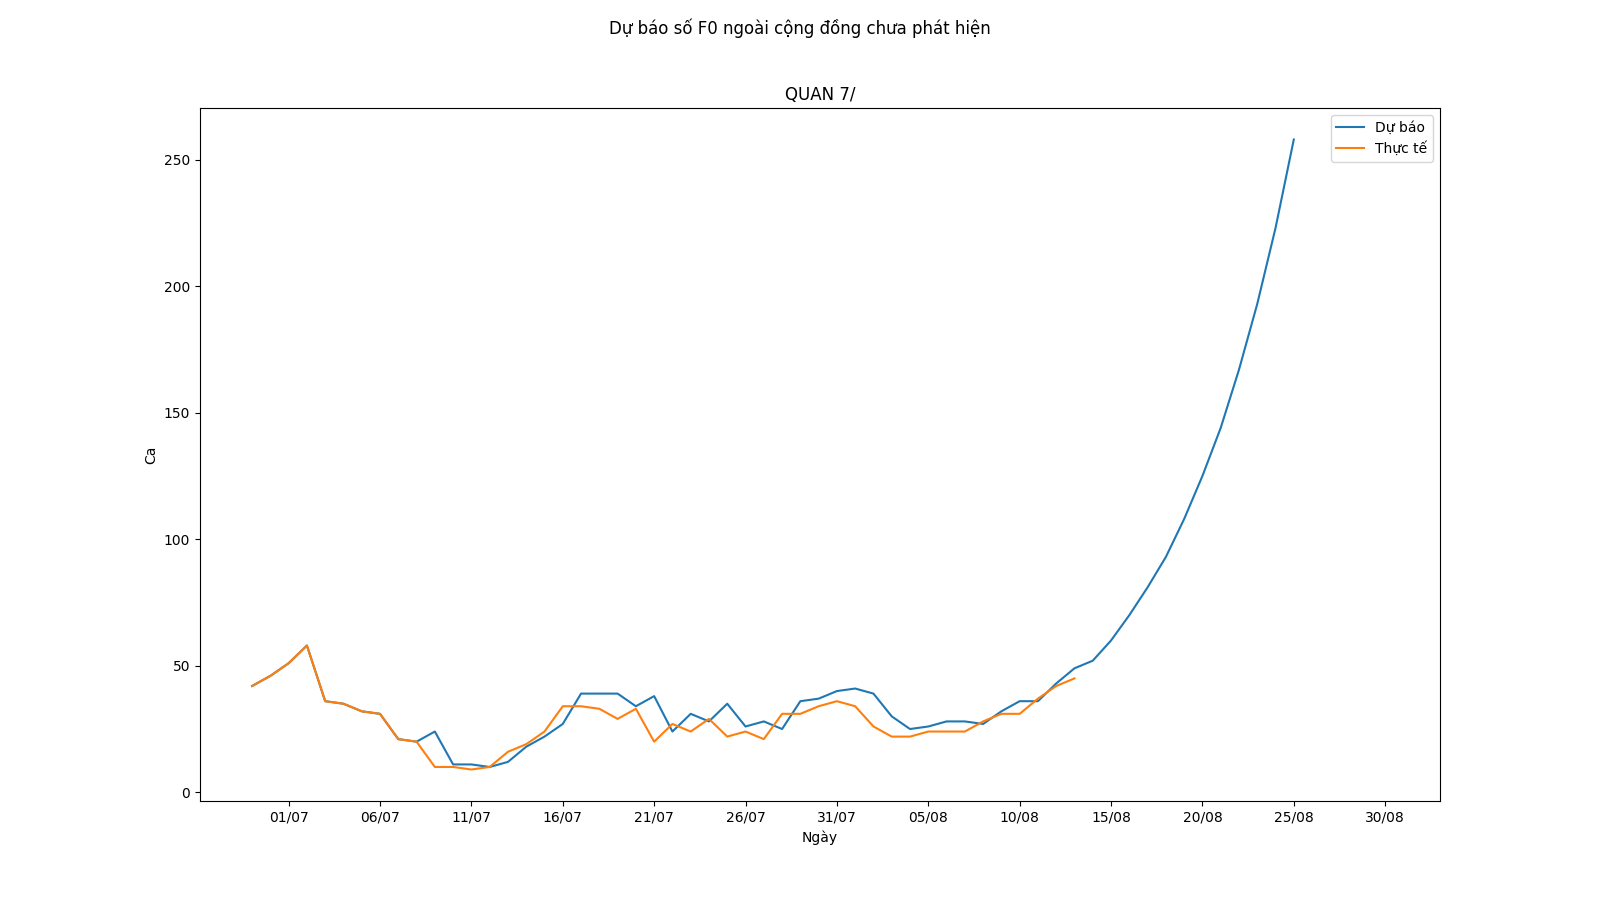 Dự báo số F0 ngoài cộng đồng chưa phát hiện
QUAN 7/
Dự báo
Thực tế
250
200
150
100
50
0
Ca
01/07 06/07 11/07 16/07 21/07 26/07 31/07 05/08 10/08 15/08 20/08 25/08 30/08
Ngày